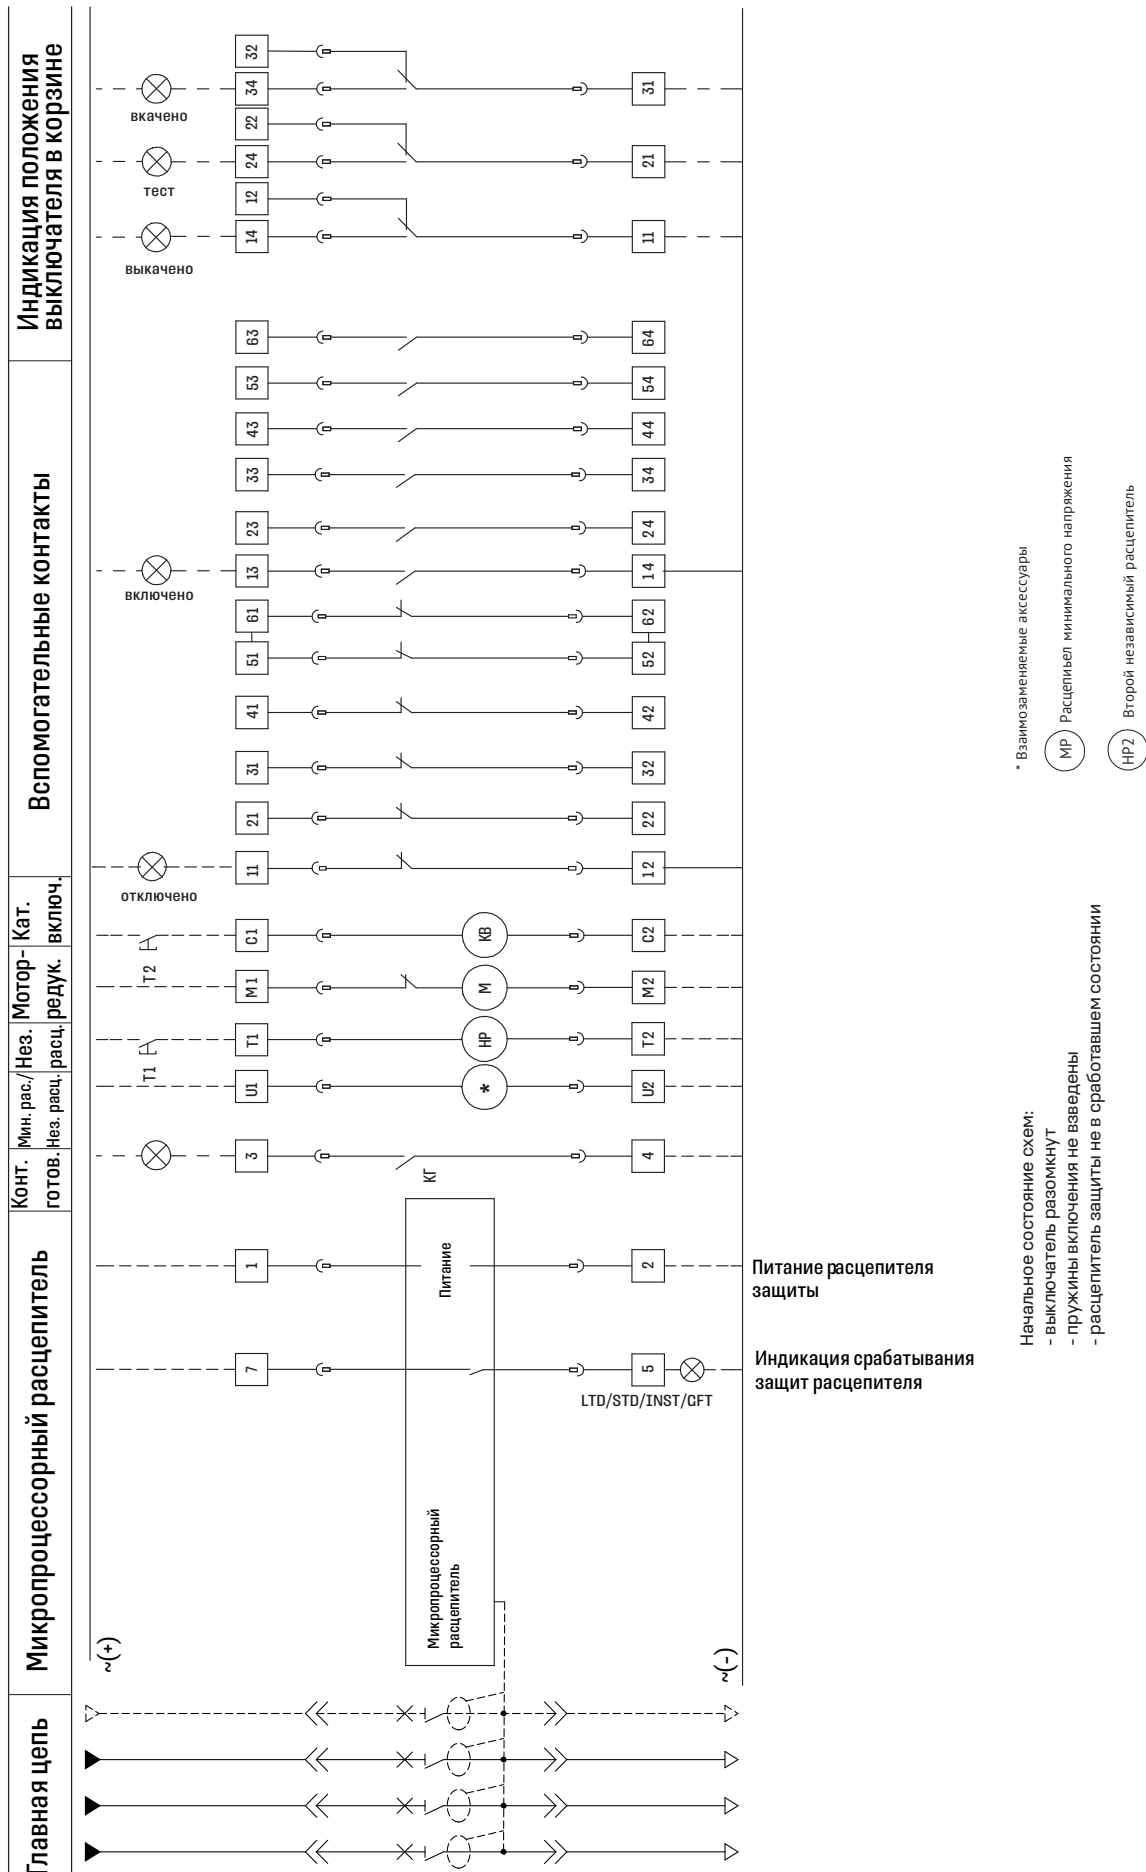 Индикация положения
выключателя в корзине
Вспомогательные контакты
Кат.
включ.
Мотор-
редук.
Нез.
расц.
Мин. рас./
Нез. расц.
Конт.
готов.
Микропроцессорный расцепитель
Главная цепь
32
34
31
вкачено
22
24
21
тест
12
14
11
выкачено
63
64
53
54
43
44
33
34
23
24
13
14
включено
61
62
51
52
41
42
31
32
21
22
11
12
отключено
T2
C1
КВ
C2
M1
M
M2
T1
T1
НР
T2
U1
*
U2
3
КГ
4
1
Питание
2
Питание расцепителя
защиты
7
5
LTD/STD/INST/GFT
Индикация срабатывания
защит расцепителя
Микропроцессорный
расцепитель
~(+)
~(-)
* Взаимозаменяемые аксессуары
МР Расцепиьел минимального напряжения
НР2 Второй независимый расцепитель
Начальное состояние схем:
- выключатель разомкнут
- пружины включения не взведены
- расцепитель защиты не в сработавшем состоянии